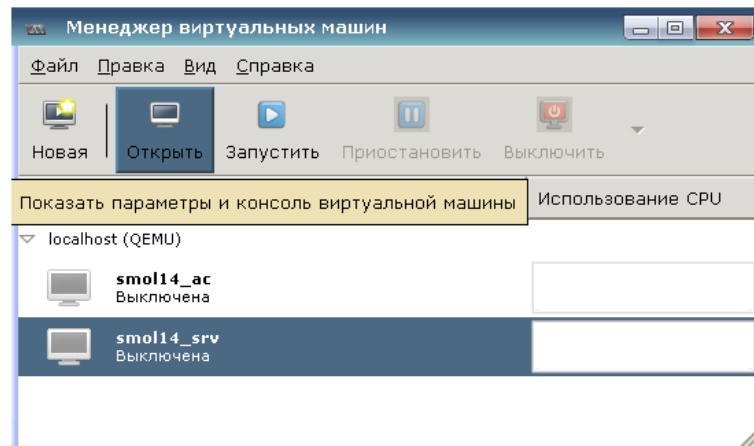 Менеджер виртуальных машин
Файл Правка Вид Справка
Новая Открыть Запустить Приостановить Выключить
Показать параметры и консоль виртуальной машины Использование CPU
localhost (QEMU)
smol14_ac
Выключена
smol14_srv
Выключена